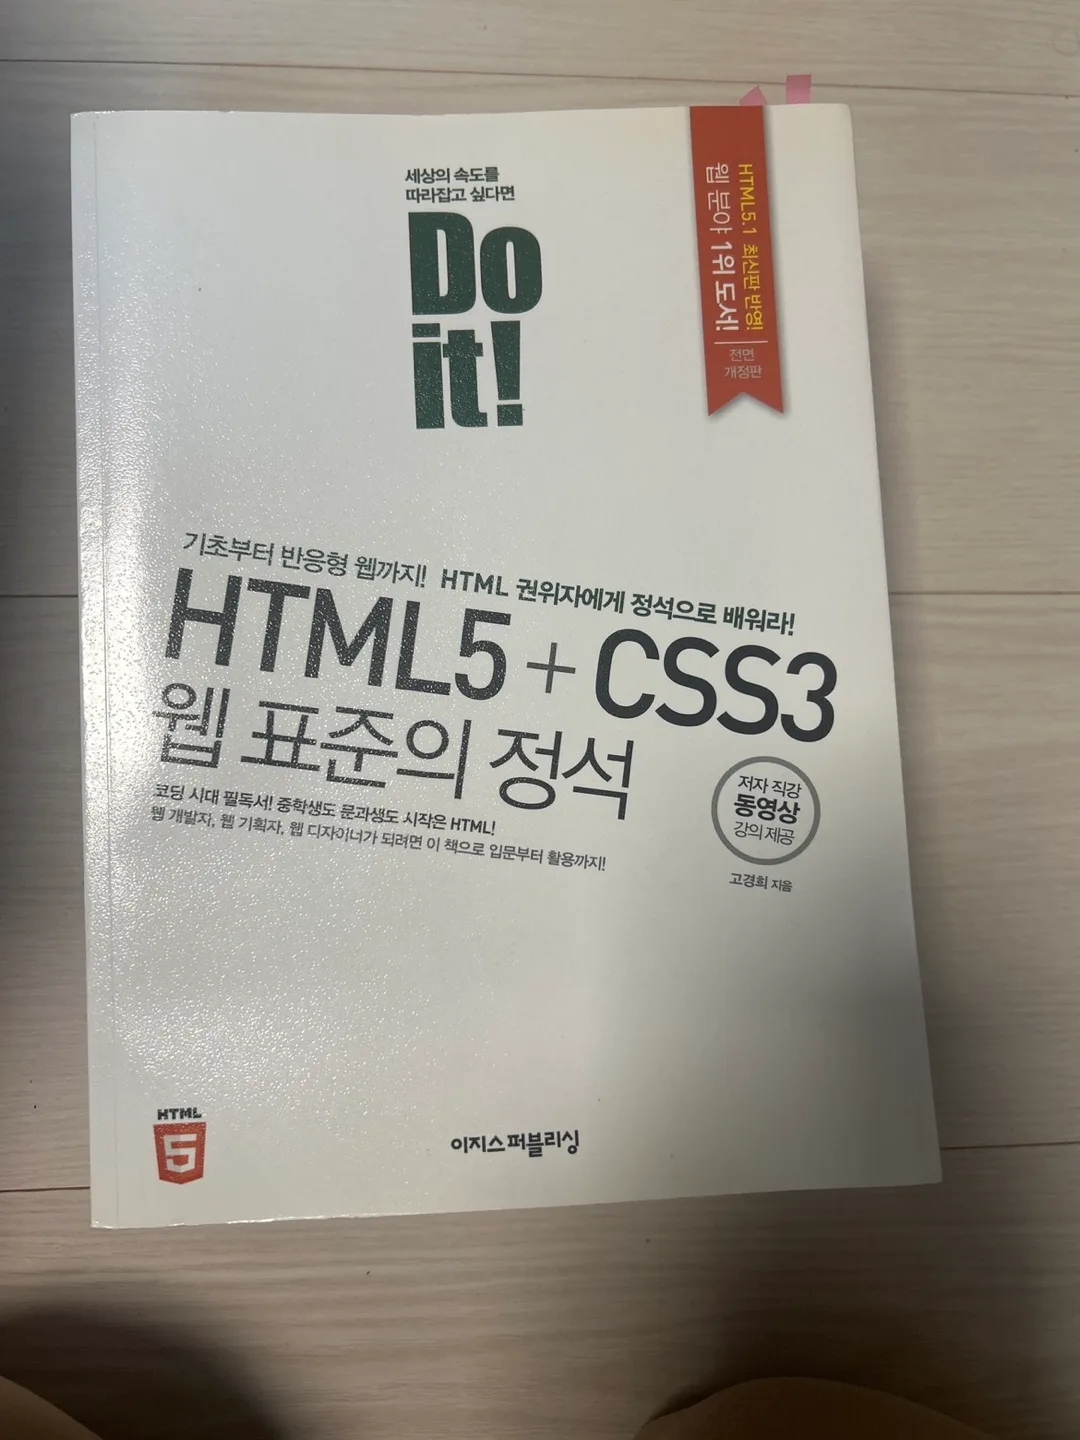 세상의 속도를
따라잡고 싶다면
Do
it!
HTML5.1 최신판 반영!
웹 분야 1위 도서!
전면
개정판
기초부터 반응형 웹까지! HTML 권위자에게 정석으로 배워라!
HTML5 + CSS3
웹 표준의 정석
코딩 시대 필독서! 중학생도 문과생도 시작은 HTML!
웹 개발자, 웹 기획자, 웹 디자이너가 되려면 이 책으로 입문부터 활용까지!
저자 직강
동영상
강의 제공
고경희 지음
HTML
5
이지스퍼블리싱